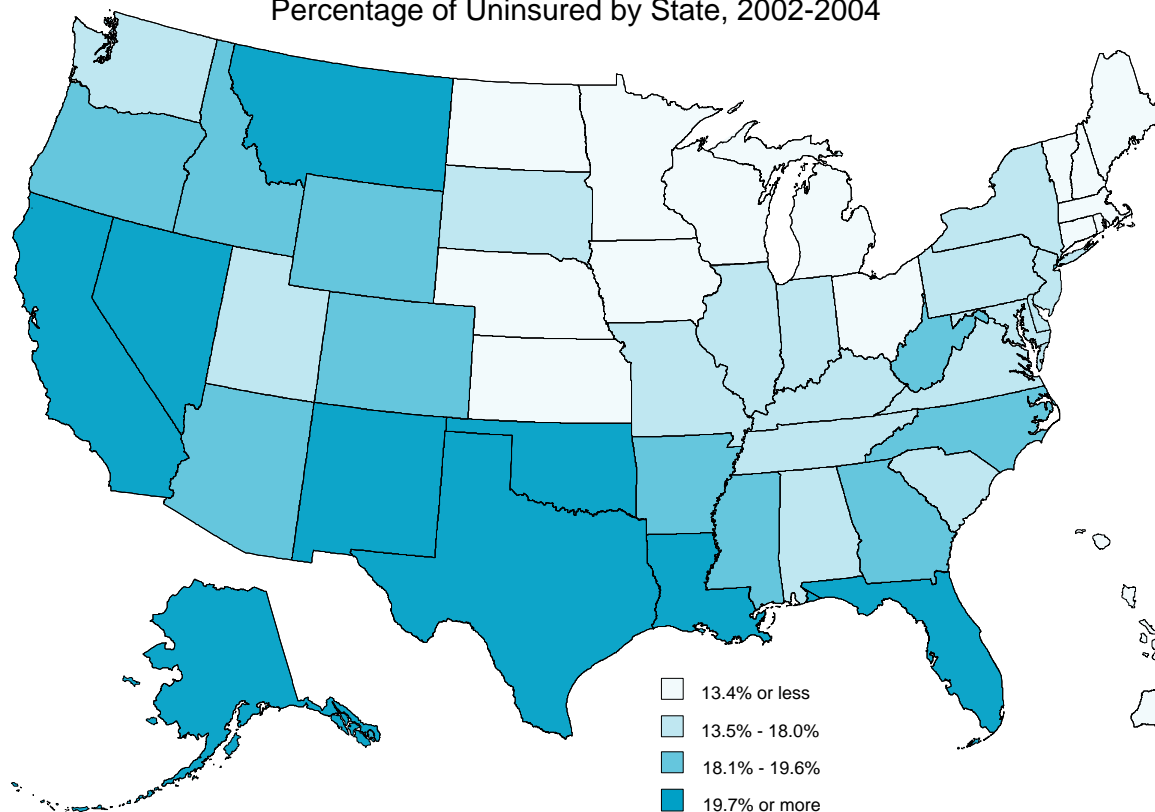 Percentage of Uninsured by State, 2002-2004
13.4% or less
13.5% - 18.0%
18.1% - 19.6%
19.7% or more